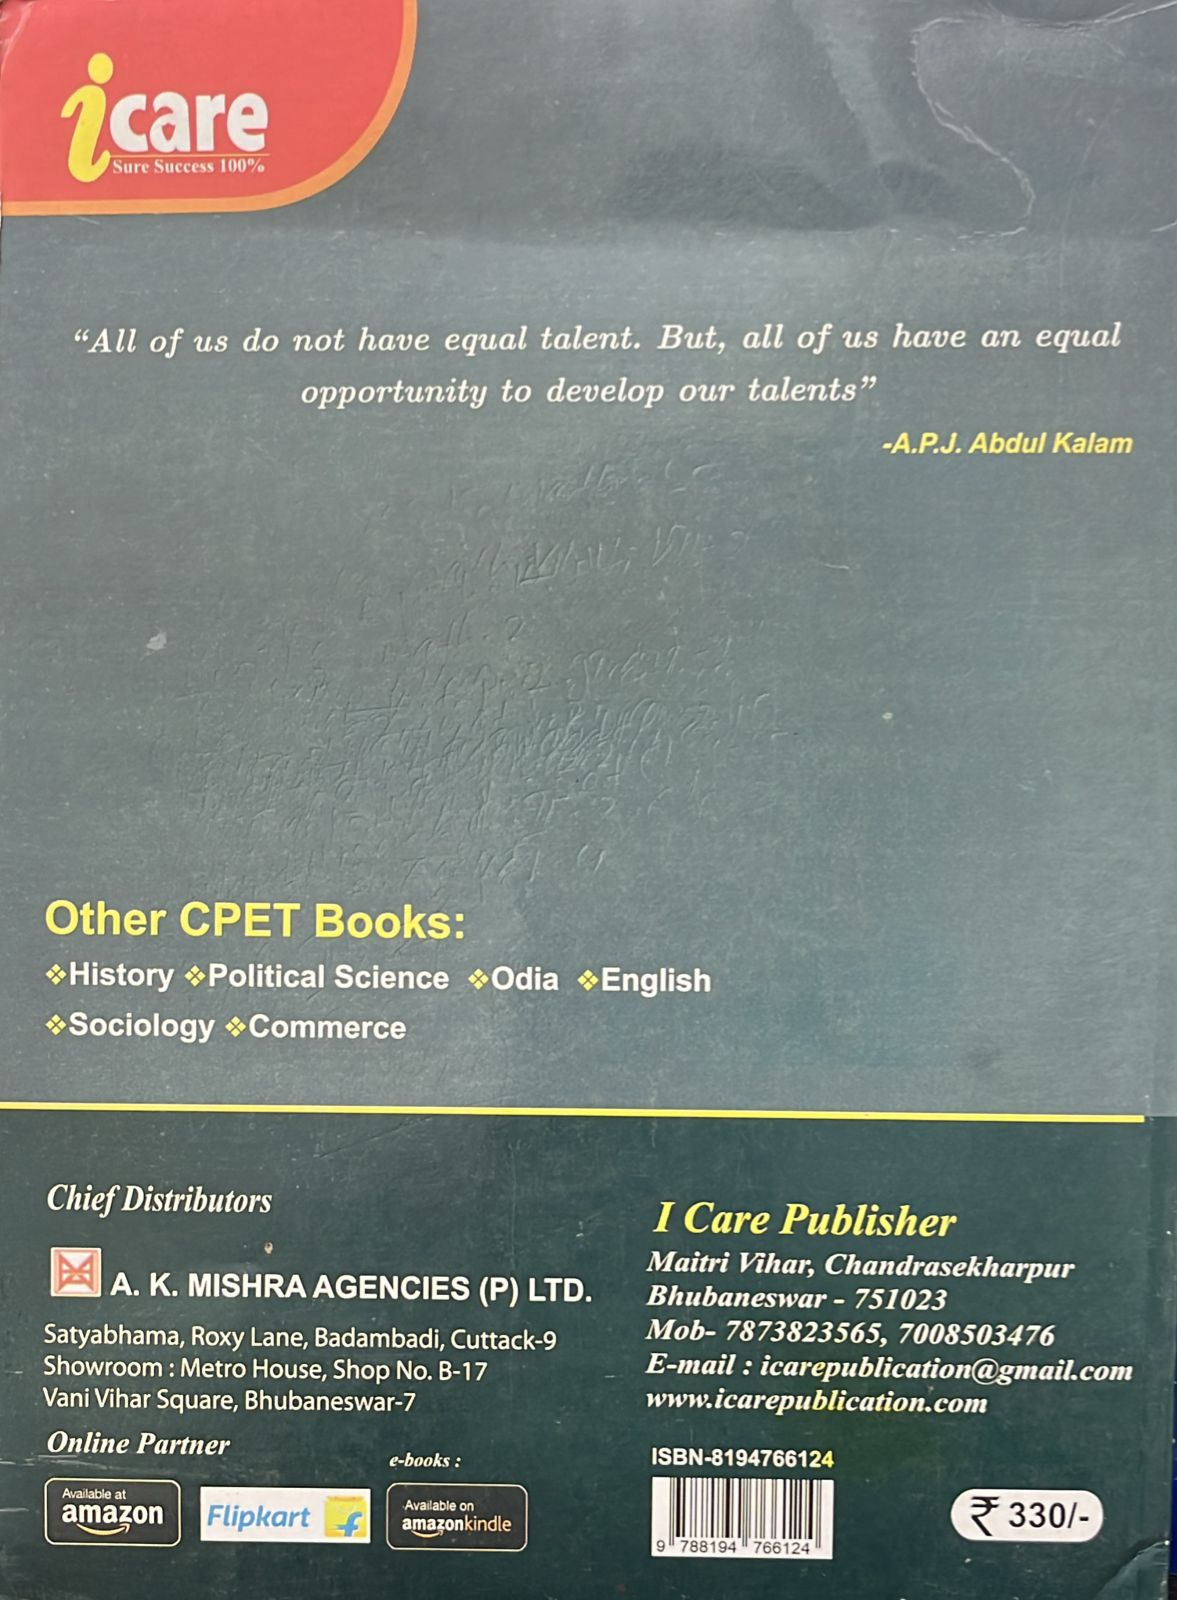 icare
Sure Success 100%
“All of us do not have equal talent. But, all of us have an equal
opportunity to develop our talents”
-A.P.J. Abdul Kalam
Other CPET Books:
❖History ❖Political Science ❖Odia ❖English
❖Sociology ❖Commerce
Chief Distributors
A. K. MISHRA AGENCIES (P) LTD.
Satyabhama, Roxy Lane, Badambadi, Cuttack-9
Showroom : Metro House, Shop No. B-17
Vani Vihar Square, Bhubaneswar-7
Online Partner
e-books :
Available at
amazon
Flipkart
Available on
amazonkindle
I Care Publisher
Maitri Vihar, Chandrasekharpur
Bhubaneswar - 751023
Mob- 7873823565, 7008503476
E-mail : icarepublication@gmail.com
www.icarepublication.com
ISBN-8194766124
9 788194 766124
₹ 330/-